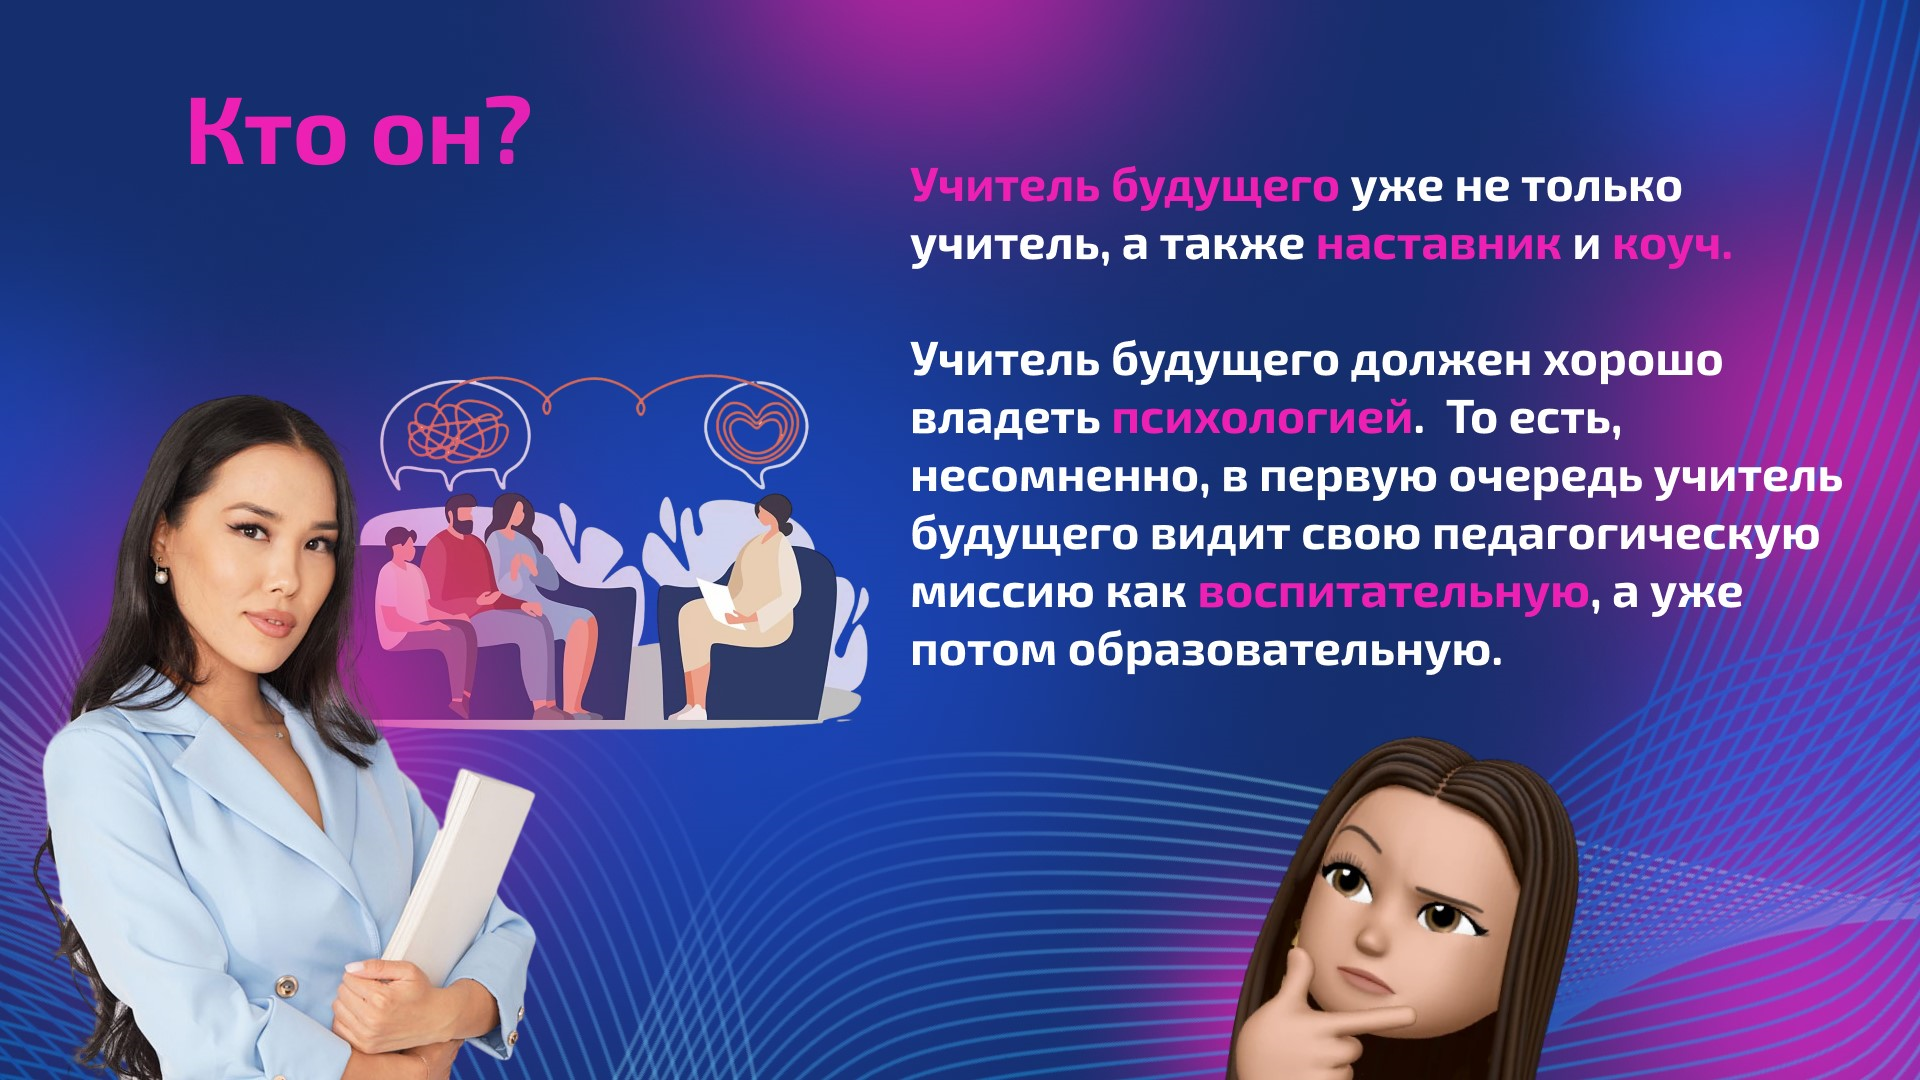 Кто он?
Учитель будущего уже не только
учитель, а также наставник и коуч.
Учитель будущего должен хорошо
владеть психологией.  То есть,
несомненно, в первую очередь учитель
будущего видит свою педагогическую
миссию как воспитательную, а уже
потом образовательную.